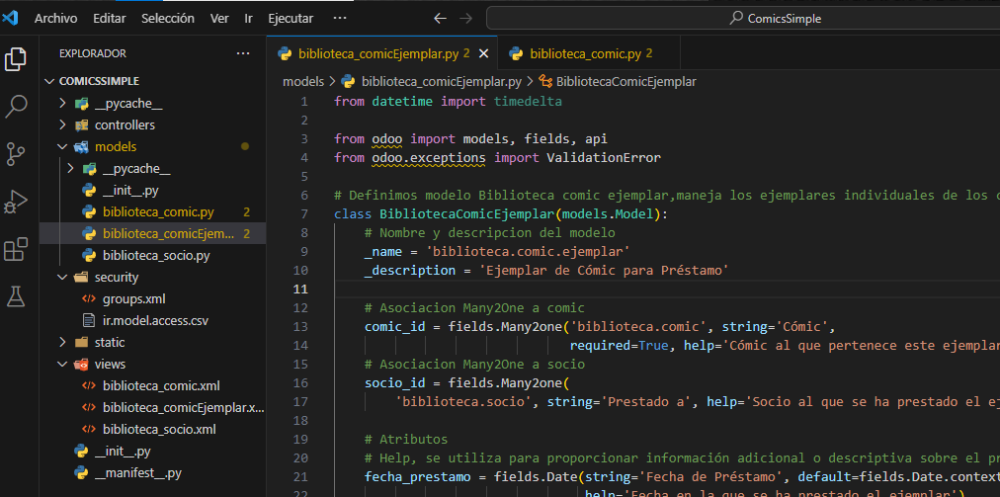 Archivo Editar Selección Ver Ir Ejecutar ··· ComicsSimple
EXPLORADOR ···
COMICSSIMPLE
__pycache__
controllers
models
__pycache__
__init__.py
biblioteca_comic.py 2
biblioteca_comicEjem... 2
biblioteca_socio.py
security
groups.xml
ir.model.access.csv
static
views
biblioteca_comic.xml
biblioteca_comicEjemplar.x...
biblioteca_socio.xml
__init__.py
__manifest__.py
biblioteca_comicEjemplar.py 2 biblioteca_comic.py 2
models > biblioteca_comicEjemplar.py > BibliotecaComicEjemplar
1 from datetime import timedelta
2
3 from odoo import models, fields, api
4 from odoo.exceptions import ValidationError
5
6 # Definimos modelo Biblioteca comic ejemplar,maneja los ejemplares individuales de los
7 class BibliotecaComicEjemplar(models.Model):
8 # Nombre y descripcion del modelo
9 _name = 'biblioteca.comic.ejemplar'
10 _description = 'Ejemplar de Cómic para Préstamo'
11
12 # Asociacion Many2One a comic
13 comic_id = fields.Many2one('biblioteca.comic', string='Cómic',
14 required=True, help='Cómic al que pertenece este ejemplar
15 # Asociacion Many2One a socio
16 socio_id = fields.Many2one(
17 'biblioteca.socio', string='Prestado a', help='Socio al que se ha prestado el ej
18
19 # Atributos
20 # Help, se utiliza para proporcionar información adicional o descriptiva sobre el pr
21 fecha_prestamo = fields.Date(string='Fecha de Préstamo', default=fields.Date.context
22 help='Fecha en la que se ha prestado el ejemplar')